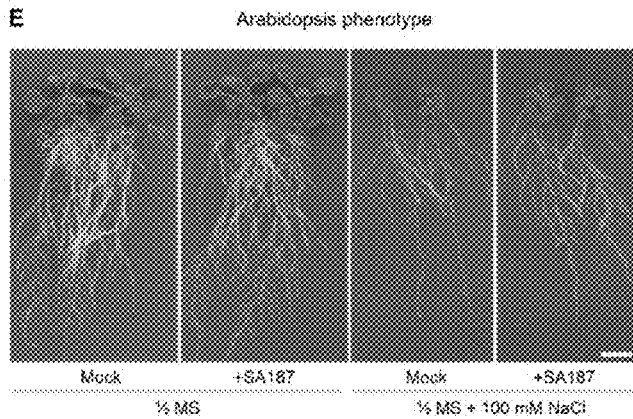 E
Arabidopsis phenotype
Mock +SA187 Mock +SA187
½ MS ½ MS + 100 mM NaCl